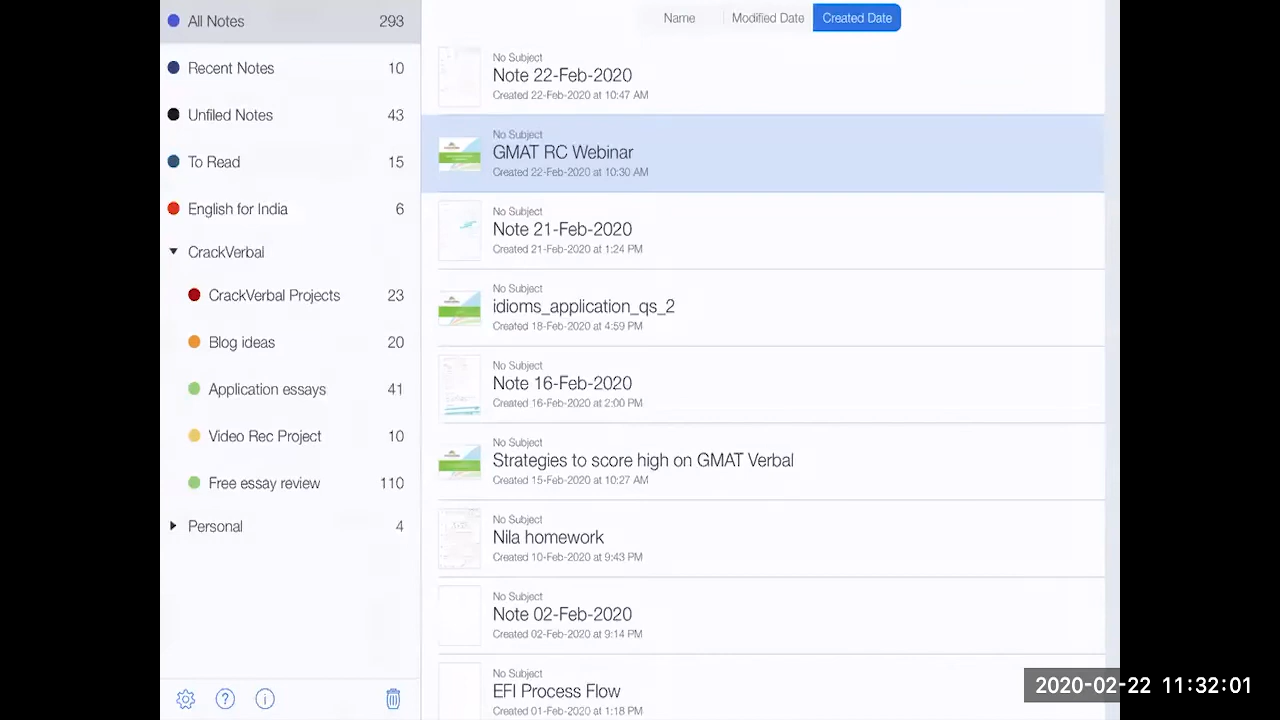 All Notes 293
Recent Notes 10
Unfiled Notes 43
To Read 15
English for India 6
CrackVerbal
CrackVerbal Projects 23
Blog ideas 20
Application essays 41
Video Rec Project 10
Free essay review 110
Personal 4
Name Modified Date Created Date
No Subject
Note 22-Feb-2020
Created 22-Feb-2020 at 10:47 AM
No Subject
GMAT RC Webinar
Created 22-Feb-2020 at 10:30 AM
No Subject
Note 21-Feb-2020
Created 21-Feb-2020 at 1:24 PM
No Subject
idioms_application_qs_2
Created 18-Feb-2020 at 4:59 PM
No Subject
Note 16-Feb-2020
Created 16-Feb-2020 at 2:00 PM
No Subject
Strategies to score high on GMAT Verbal
Created 15-Feb-2020 at 10:27 AM
No Subject
Nila homework
Created 10-Feb-2020 at 9:43 PM
No Subject
Note 02-Feb-2020
Created 02-Feb-2020 at 9:14 PM
No Subject
EFI Process Flow
Created 01-Feb-2020 at 1:18 PM
2020-02-22 11:32:01